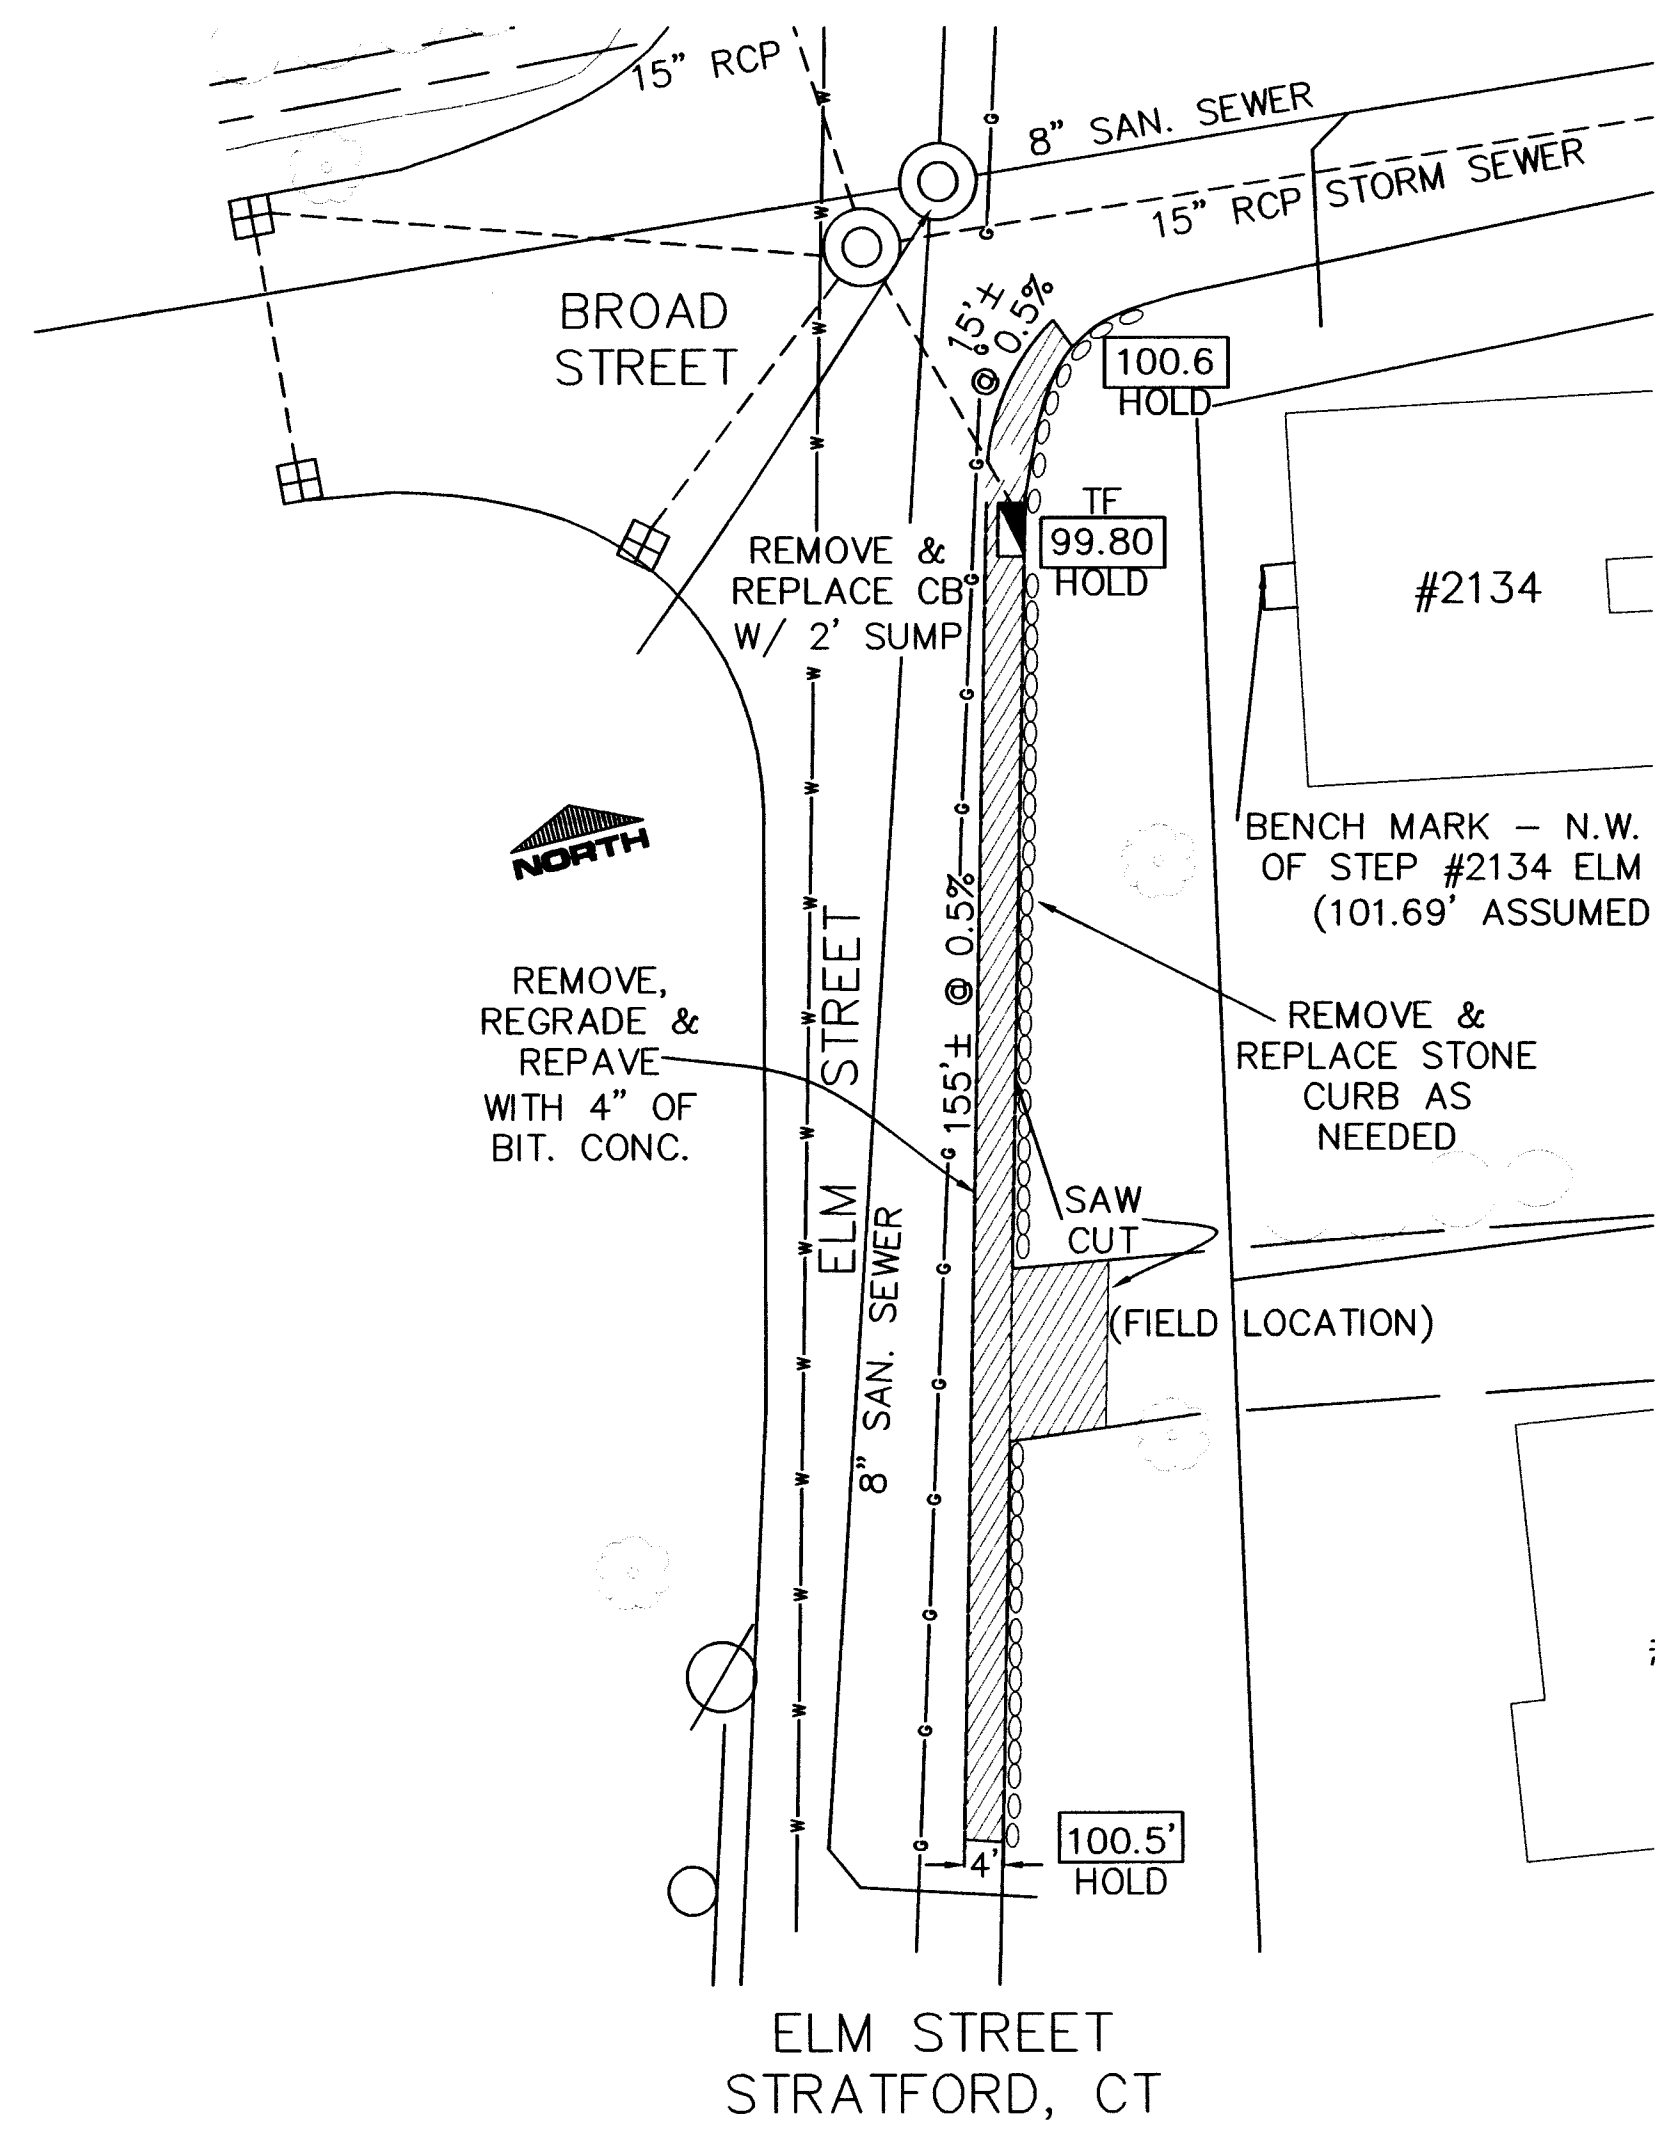 15” RCP
8” SAN. SEWER
15” RCP STORM SEWER
BROAD
STREET
15'± @ 0.5%
100.6
HOLD
TF
99.80
HOLD
REMOVE &
REPLACE CB
W/ 2' SUMP
#2134
NORTH
BENCH MARK – N.W.
OF STEP #2134 ELM
(101.69' ASSUMED
ELM STREET
155'± @ 0.5%
REMOVE,
REGRADE &
REPAVE
WITH 4” OF
BIT. CONC.
REMOVE &
REPLACE STONE
CURB AS
NEEDED
SAW
CUT
(FIELD LOCATION)
8” SAN. SEWER
W W W W W W W W W W W W W W W W
G G G G G G G G G G G G G G
4'
100.5'
HOLD
ELM STREET
STRATFORD, CT